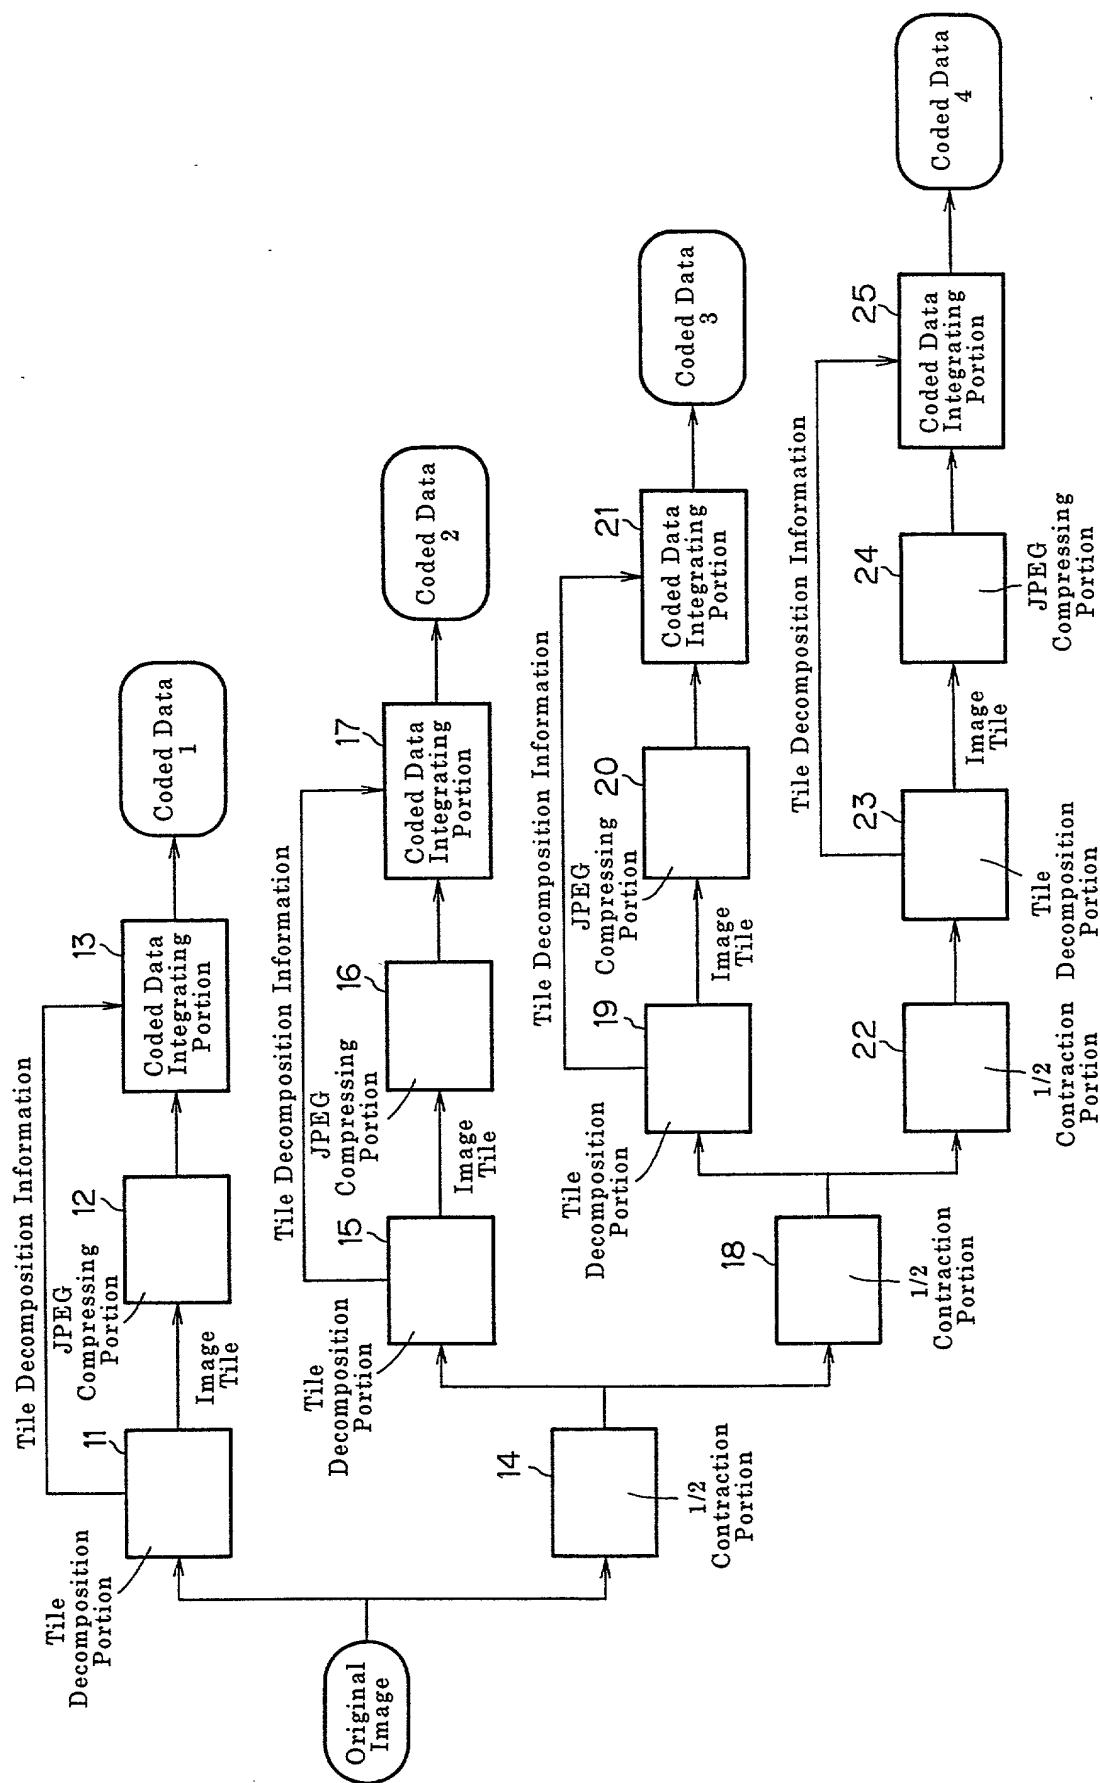 Original
Image
Tile
Decomposition
Portion
11
Tile Decomposition Information
Image
Tile
JPEG
Compressing
Portion
12
13
Coded Data
Integrating
Portion
Coded Data
1
14
1/2
Contraction
Portion
Tile
Decomposition
Portion
15
Tile Decomposition Information
Image
Tile
JPEG
Compressing
Portion
16
17
Coded Data
Integrating
Portion
Coded Data
2
18
1/2
Contraction
Portion
Tile
Decomposition
Portion
19
Tile Decomposition Information
Image
Tile
JPEG
Compressing
Portion
20
21
Coded Data
Integrating
Portion
Coded Data
3
22
1/2
Contraction
Portion
23
Tile
Decomposition
Portion
Tile Decomposition Information
Image
Tile
24
JPEG
Compressing
Portion
25
Coded Data
Integrating
Portion
Coded Data
4